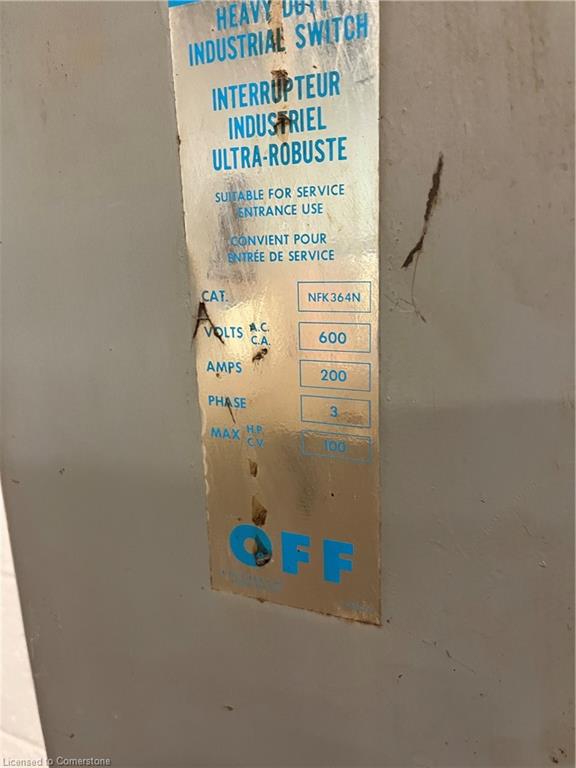 HEAVY DUTY
INDUSTRIAL SWITCH
INTERRUPTEUR
INDUSTRIEL
ULTRA-ROBUSTE
SUITABLE FOR SERVICE
ENTRANCE USE
CONVIENT POUR
ENTRÉE DE SERVICE
CAT. NFK364N
VOLTS A.C. C.A. 600
AMPS 200
PHASE 3
MAX H.P. C.V. 100
OFF
Licensed to Cornerstone